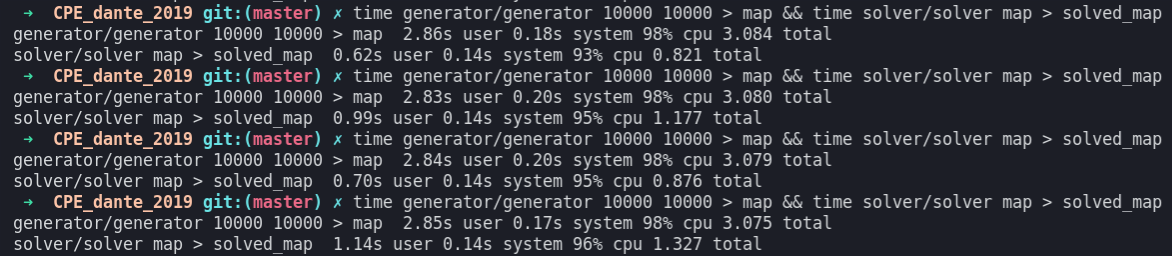 ➜  CPE_dante_2019 git:(master) ✗ time generator/generator 10000 10000 > map && time solver/solver map > solved_map
generator/generator 10000 10000 > map  2.86s user 0.18s system 98% cpu 3.084 total
solver/solver map > solved_map  0.62s user 0.14s system 93% cpu 0.821 total
➜  CPE_dante_2019 git:(master) ✗ time generator/generator 10000 10000 > map && time solver/solver map > solved_map
generator/generator 10000 10000 > map  2.83s user 0.20s system 98% cpu 3.080 total
solver/solver map > solved_map  0.99s user 0.14s system 95% cpu 1.177 total
➜  CPE_dante_2019 git:(master) ✗ time generator/generator 10000 10000 > map && time solver/solver map > solved_map
generator/generator 10000 10000 > map  2.84s user 0.20s system 98% cpu 3.079 total
solver/solver map > solved_map  0.70s user 0.14s system 95% cpu 0.876 total
➜  CPE_dante_2019 git:(master) ✗ time generator/generator 10000 10000 > map && time solver/solver map > solved_map
generator/generator 10000 10000 > map  2.85s user 0.17s system 98% cpu 3.075 total
solver/solver map > solved_map  1.14s user 0.14s system 96% cpu 1.327 total